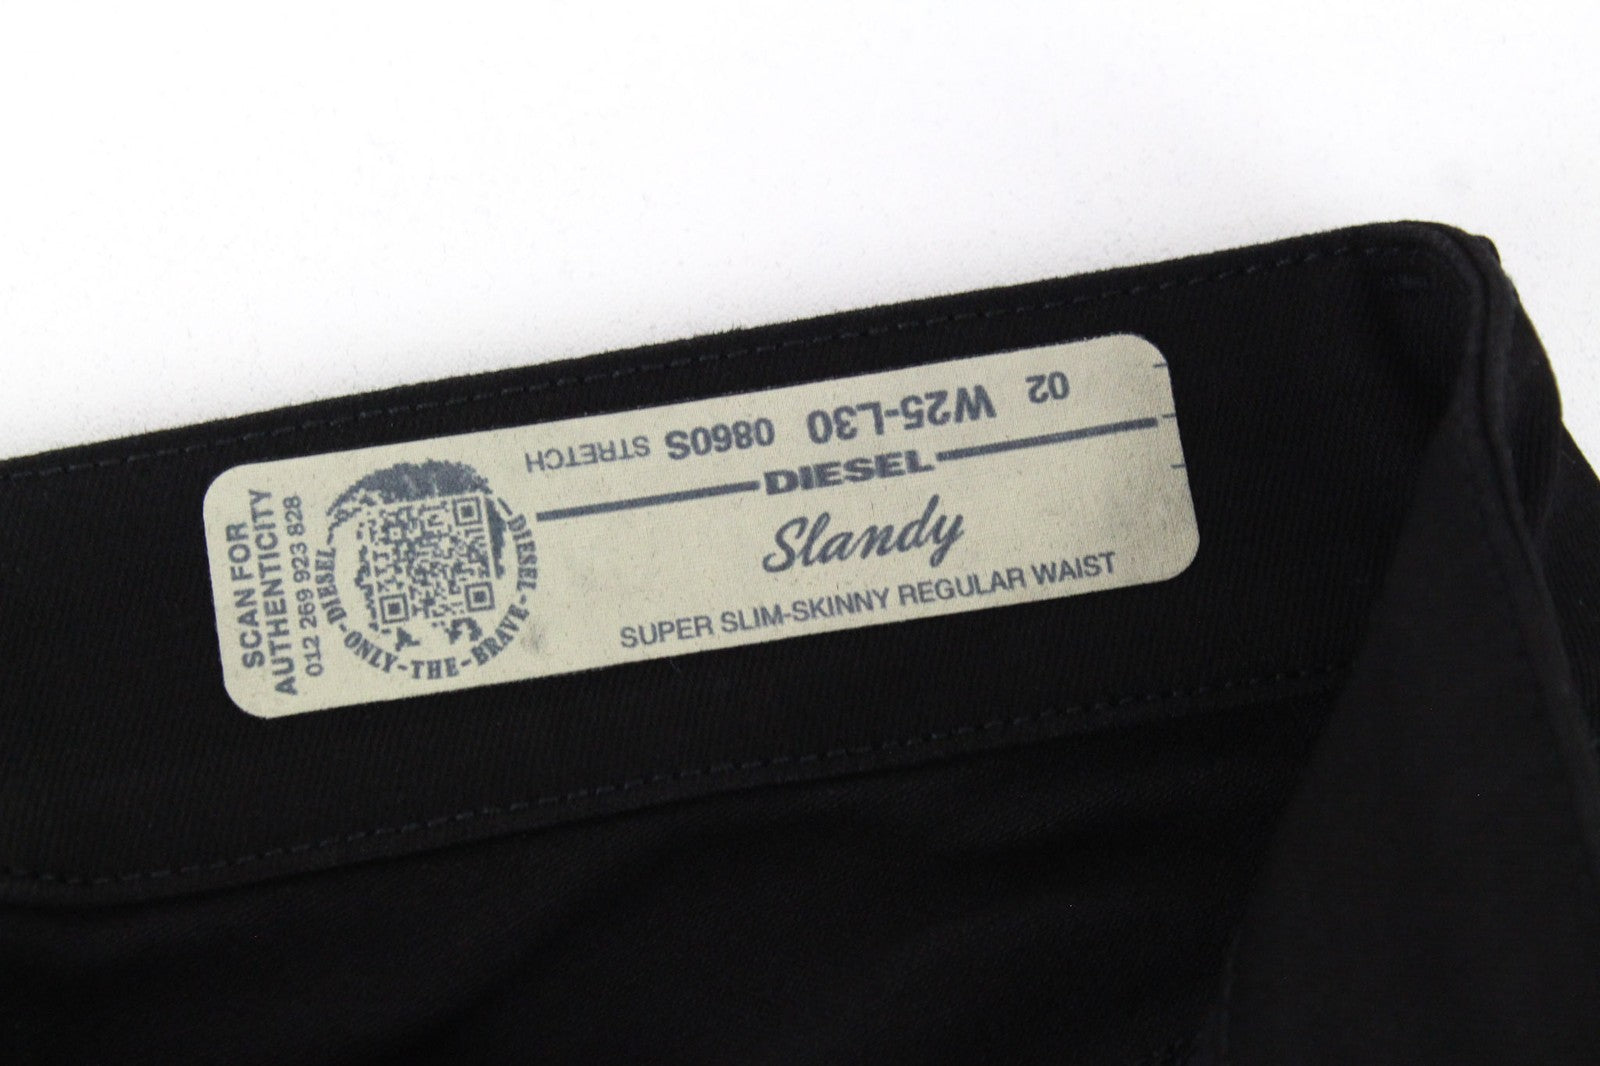 SCAN FOR
AUTHENTICITY
012 269 923 828
DIESEL-ONLY-THE-BRAVE-DIESEL
02 W25-L30 0860S STRETCH
DIESEL
Slandy
SUPER SLIM-SKINNY REGULAR WAIST